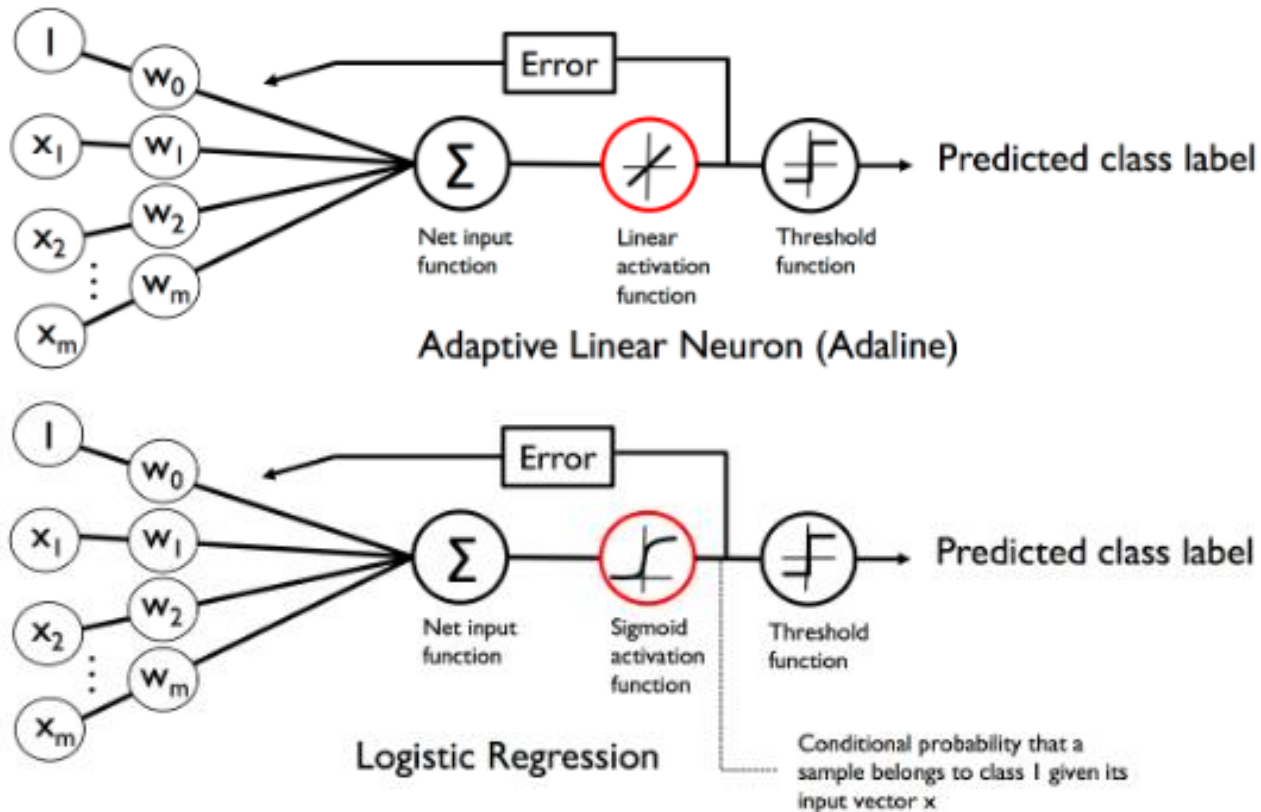 1
w0
Error
x1
w1
Σ
Predicted class label
x2
w2
Net input
function
Linear
activation
function
Threshold
function
wm
xm
Adaptive Linear Neuron (Adaline)
1
w0
Error
x1
w1
Σ
Predicted class label
x2
w2
Net input
function
Sigmoid
activation
function
Threshold
function
wm
xm
Logistic Regression
Conditional probability that a
sample belongs to class 1 given its
input vector x